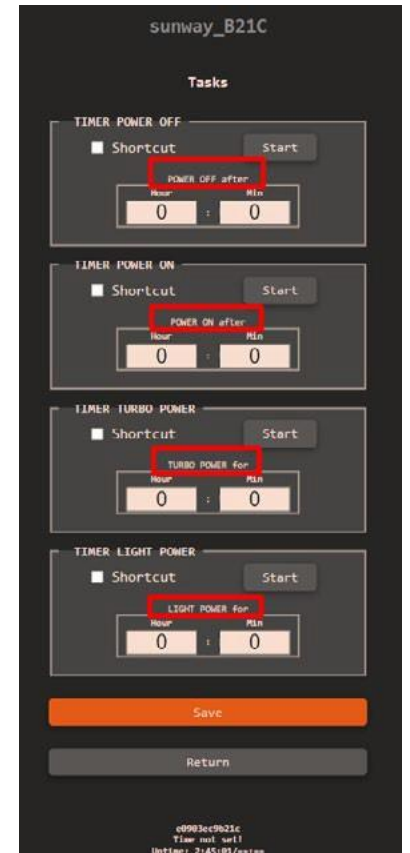 sunway_B21C
Tasks
TIMER POWER OFF
Shortcut Start
POWER OFF after
Hour Min
0 : 0
TIMER POWER ON
Shortcut Start
POWER ON after
Hour Min
0 : 0
TIMER TURBO POWER
Shortcut Start
TURBO POWER for
Hour Min
0 : 0
TIMER LIGHT POWER
Shortcut Start
LIGHT POWER for
Hour Min
0 : 0
Save
Return
e0903ec9b21c
Time not set!
Uptime: